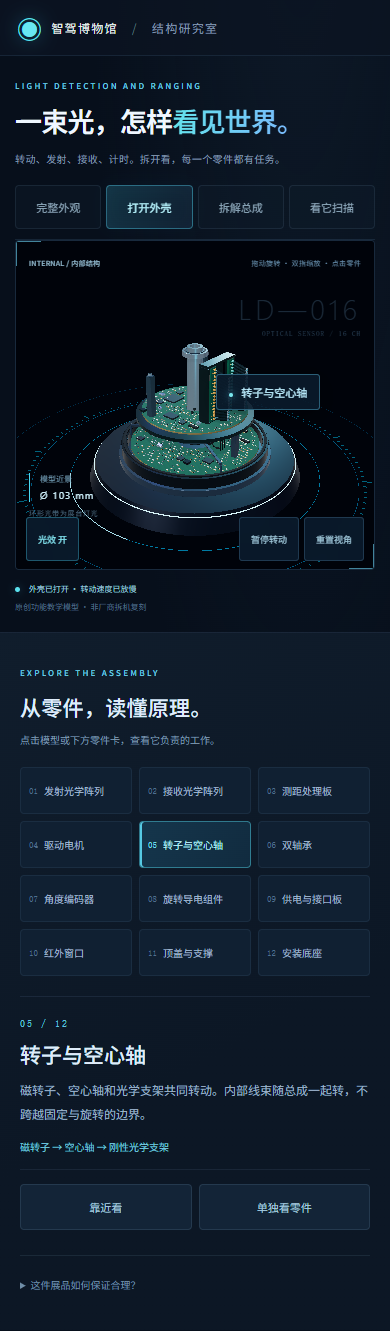 智驾博物馆 / 结构研究室
LIGHT DETECTION AND RANGING
一束光，怎样看见世界。
转动、发射、接收、计时。拆开看，每一个零件都有任务。
完整外观 打开外壳 拆解总成 看它扫描
INTERNAL / 内部结构 拖动旋转 · 双指缩放 · 点击零件
LD—016
OPTICAL SENSOR / 16 CH
转子与空心轴
模型近景
Ø 103 mm
环形光带为展台灯光
光效 开 暂停转动 重置视角
外壳已打开 · 转动速度已放慢
原创功能教学模型 · 非厂商拆机复刻
EXPLORE THE ASSEMBLY
从零件，读懂原理。
点击模型或下方零件卡，查看它负责的工作。
01 发射光学阵列 02 接收光学阵列 03 测距处理板
04 驱动电机 05 转子与空心轴 06 双轴承
07 角度编码器 08 旋转导电组件 09 供电与接口板
10 红外窗口 11 顶盖与支撑 12 安装底座
05 / 12
转子与空心轴
磁转子、空心轴和光学支架共同转动。内部线束随总成一起转，不
跨越固定与旋转的边界。
磁转子 → 空心轴 → 刚性光学支架
靠近看 单独看零件
▶ 这件展品如何保证合理？